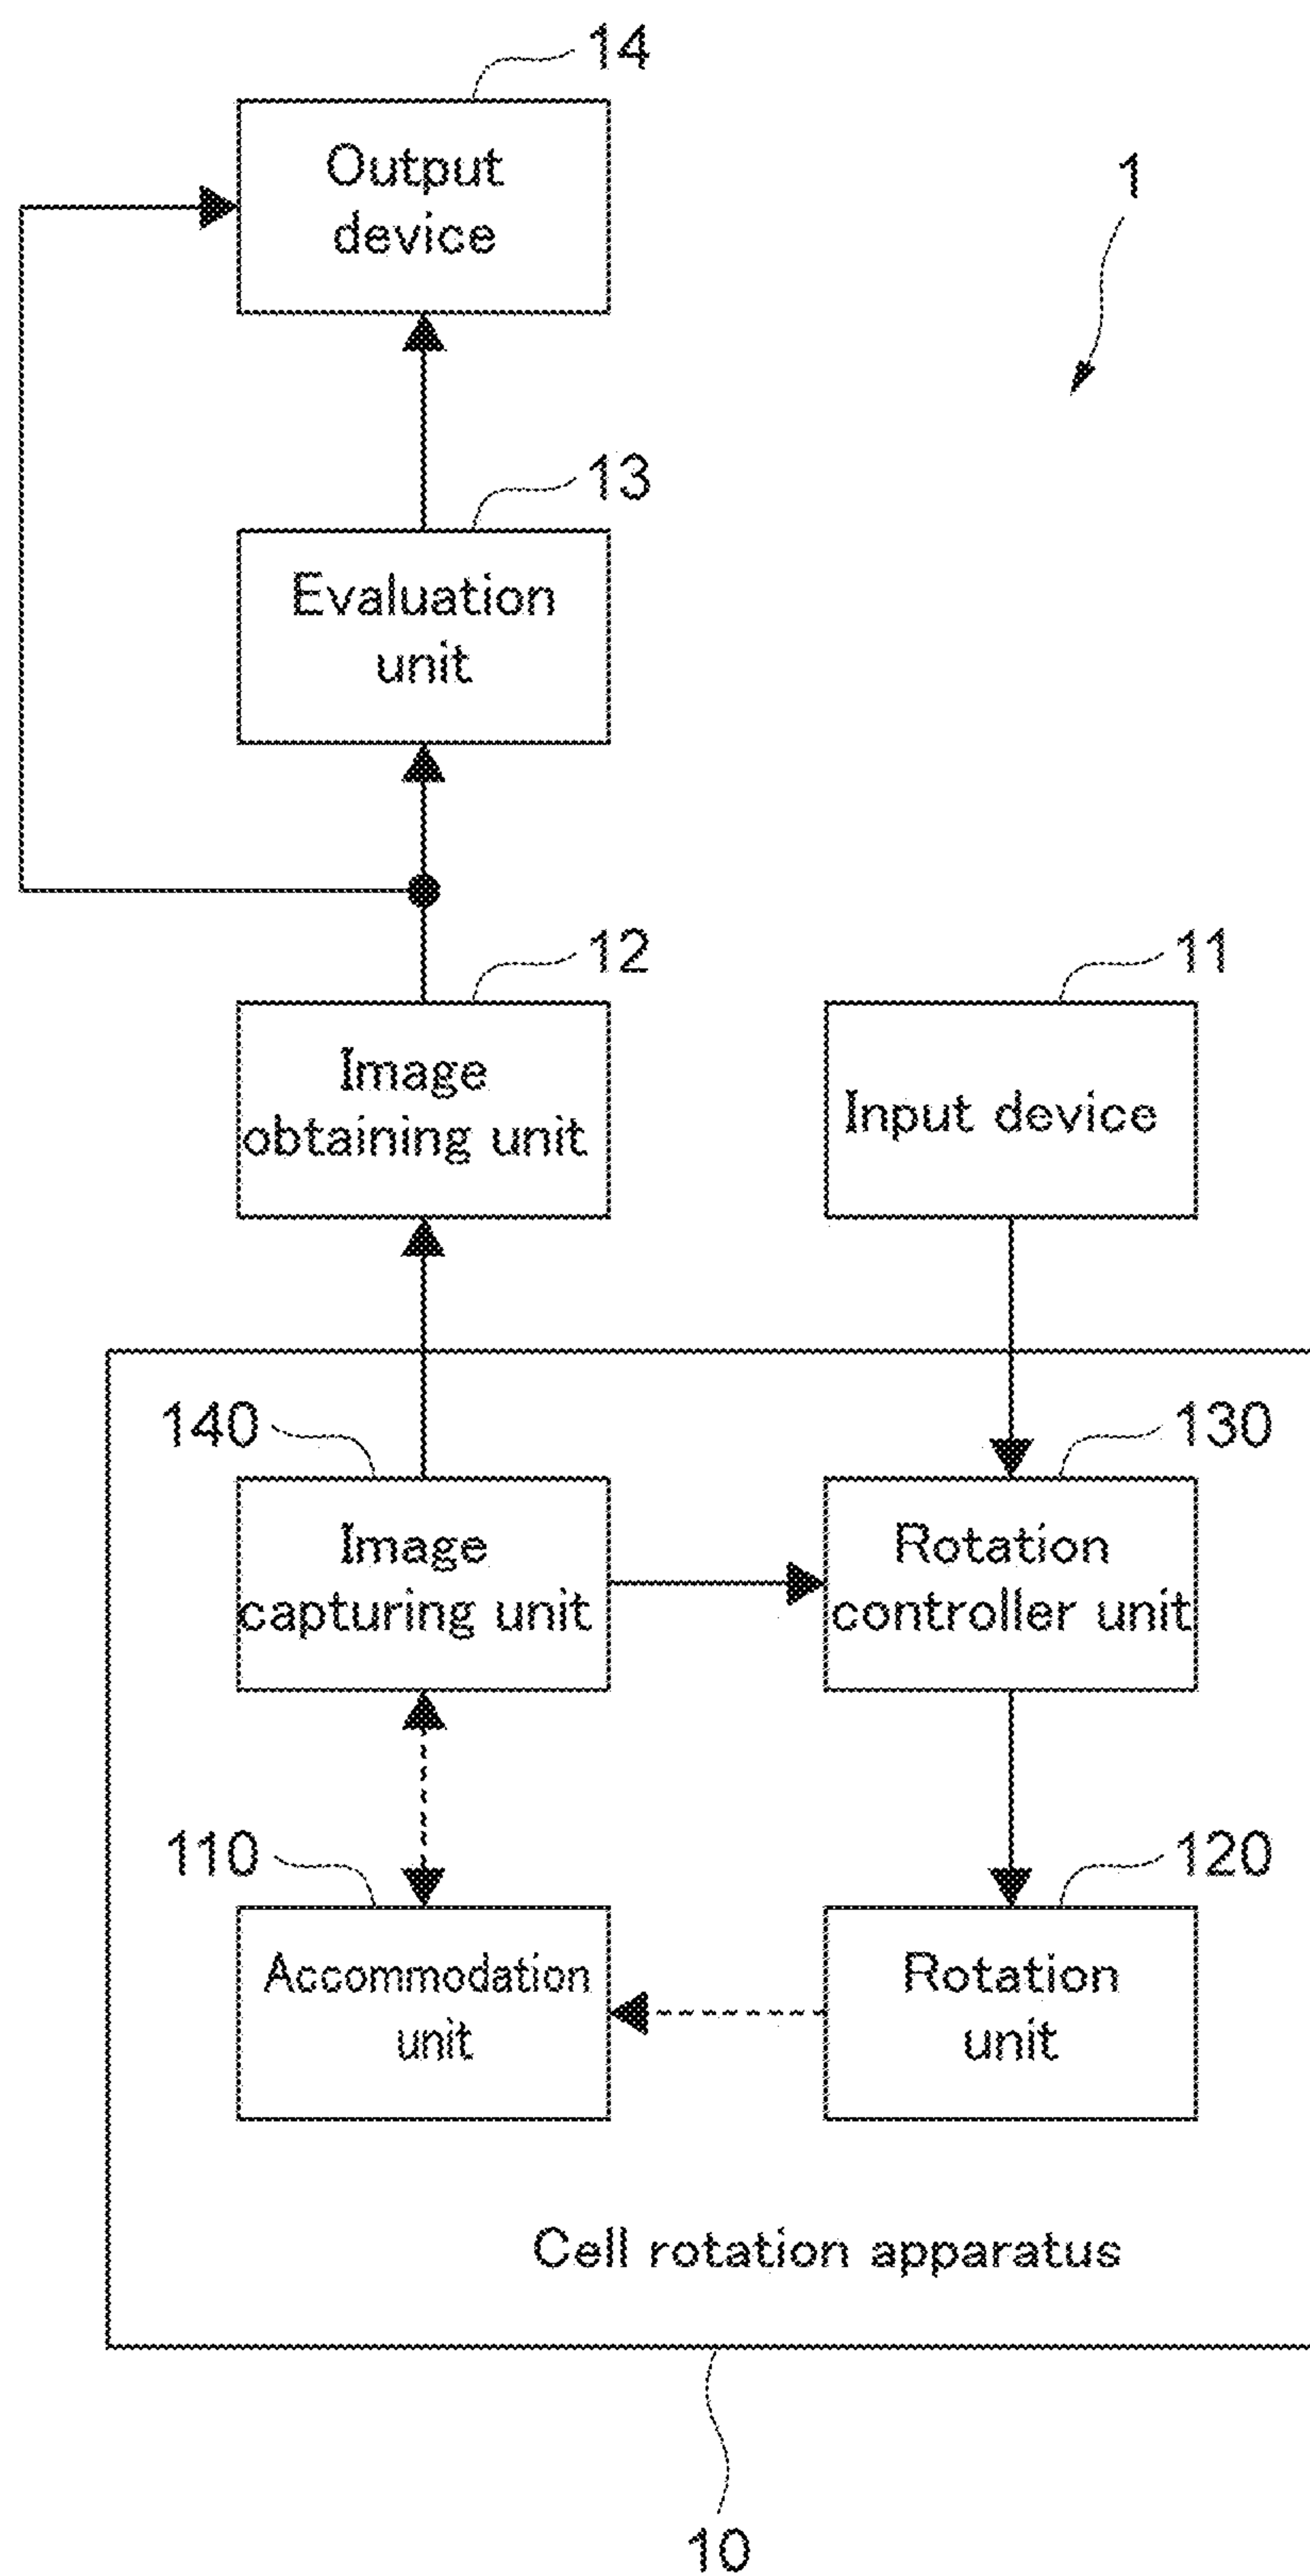 14
Output
device
1
13
Evaluation
unit
12
11
Image
obtaining unit
Input device
140
130
Image
capturing unit
Rotation
controller unit
110
120
Accommodation
unit
Rotation
unit
Cell rotation apparatus
10